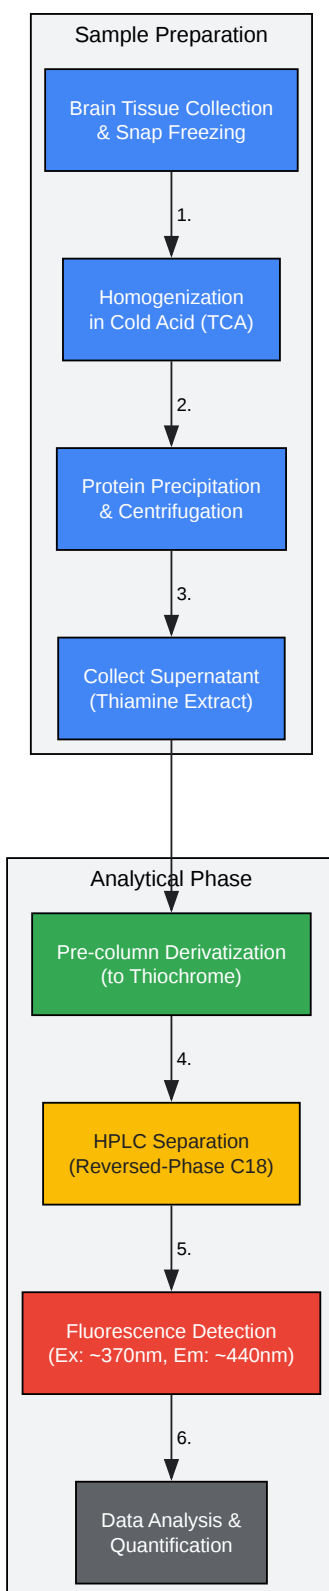 Sample Preparation
Brain Tissue Collection
& Snap Freezing
1.
Homogenization
in Cold Acid (TCA)
2.
Protein Precipitation
& Centrifugation
3.
Collect Supernatant
(Thiamine Extract)
Analytical Phase
Pre-column Derivatization
(to Thiochrome)
4.
HPLC Separation
(Reversed-Phase C18)
5.
Fluorescence Detection
(Ex: ~370nm, Em: ~440nm)
6.
Data Analysis &
Quantification